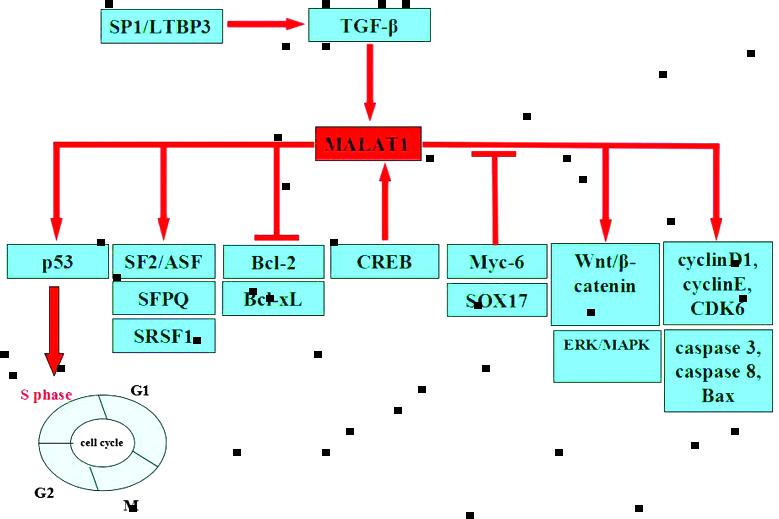 SP1/LTBP3
TGF-β
MALAT1
p53
SF2/ASF
SFPQ
SRSF1
Bcl-2
Bcl-xL
CREB
Myc-6
SOX17
Wnt/β-
catenin
ERK/MAPK
cyclinD1,
cyclinE,
CDK6
caspase 3,
caspase 8,
Bax
S phase
G1
cell cycle
G2
M